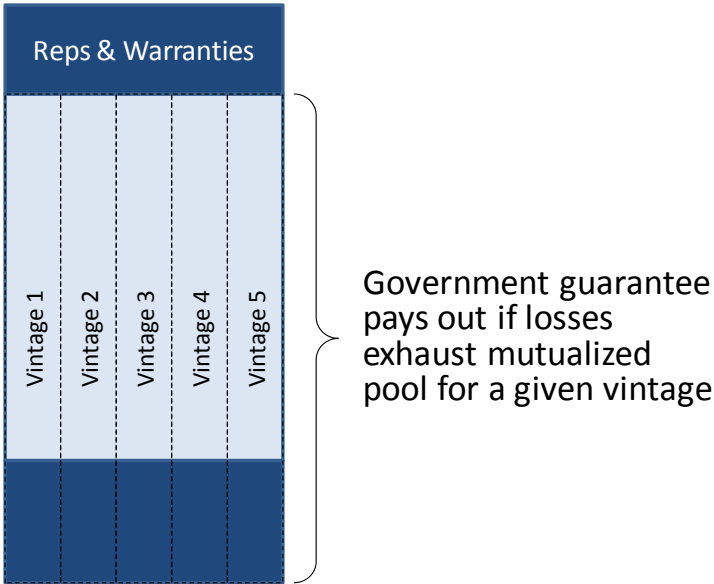 Reps & Warranties
Vintage 1
Vintage 2
Vintage 3
Vintage 4
Vintage 5
Government guarantee
pays out if losses
exhaust mutualized
pool for a given vintage